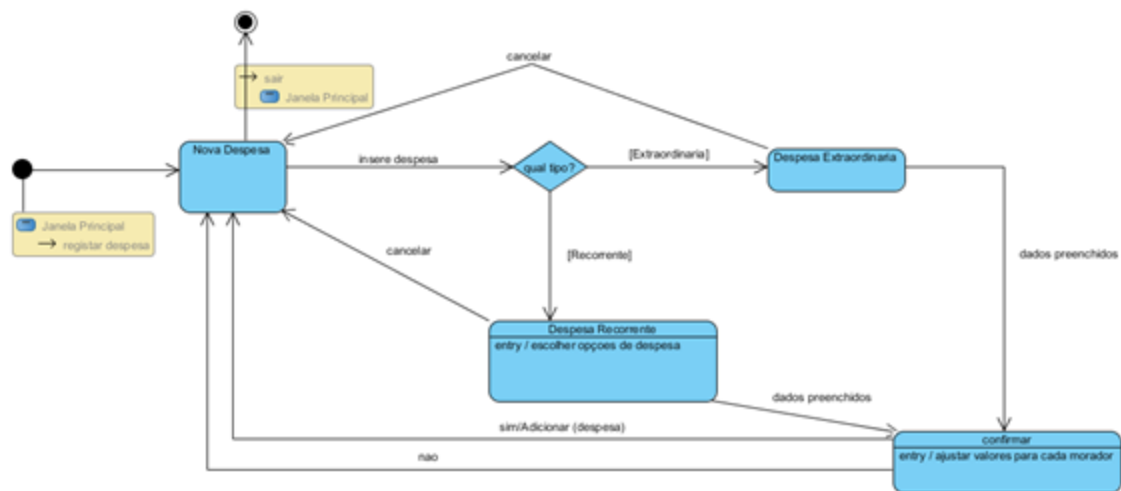 cancelar
sair
Janela Principal
Nova Despesa
insere despesa
qual tipo?
[Extraordinaria]
Despesa Extraordinaria
Janela Principal
registar despesa
cancelar
[Recorrente]
dados preenchidos
Despesa Recorrente
entry / escolher opçoes de despesa
dados preenchidos
sim/Adicionar (despesa)
confirmar
entry / ajustar valores para cada morador
nao